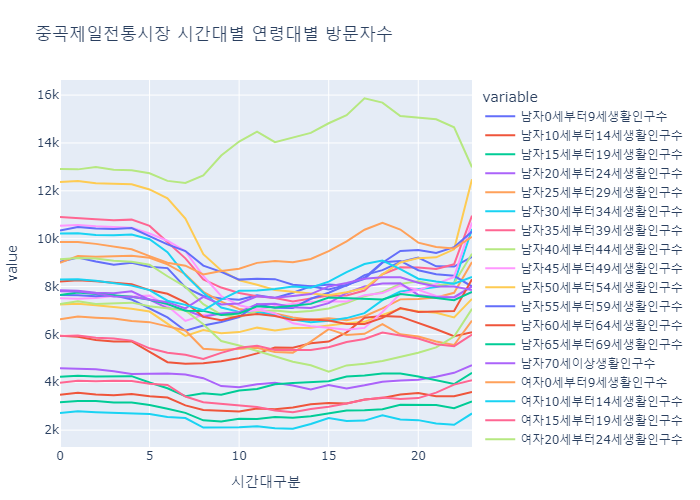 중곡제일전통시장 시간대별 연령대별 방문자수
variable
남자0세부터9세생활인구수
남자10세부터14세생활인구수
남자15세부터19세생활인구수
남자20세부터24세생활인구수
남자25세부터29세생활인구수
남자30세부터34세생활인구수
남자35세부터39세생활인구수
남자40세부터44세생활인구수
남자45세부터49세생활인구수
남자50세부터54세생활인구수
남자55세부터59세생활인구수
남자60세부터64세생활인구수
남자65세부터69세생활인구수
남자70세이상생활인구수
여자0세부터9세생활인구수
여자10세부터14세생활인구수
여자15세부터19세생활인구수
여자20세부터24세생활인구수
16k
14k
12k
10k
8k
6k
4k
2k
value
0
5
10
15
20
시간대구분